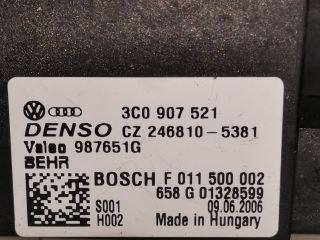 3C0 907 521
DENSO CZ 246810-5381
Valeo 987651G
BEHR
BOSCH F 011 500 002
658 G 01328599
S001 09.06.2006
H002 Made in Hungary